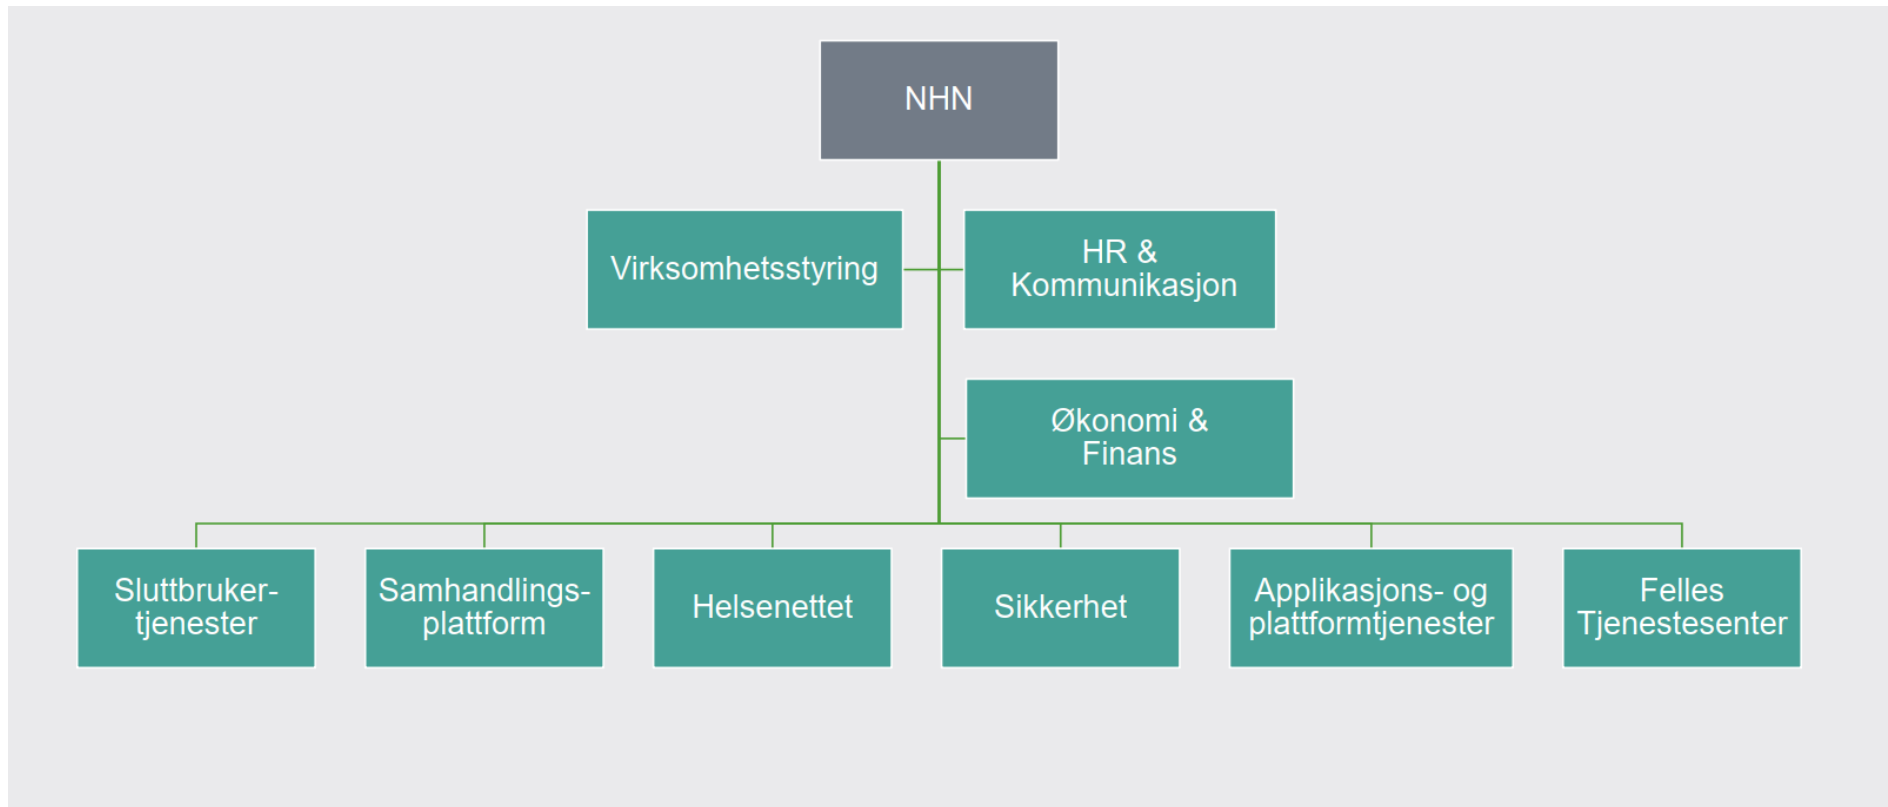 NHN
Virksomhetsstyring
HR &
Kommunikasjon
Økonomi &
Finans
Sluttbruker-
tjenester
Samhandlings-
plattform
Helsenettet
Sikkerhet
Applikasjons- og
plattformtjenester
Felles
Tjenestesenter